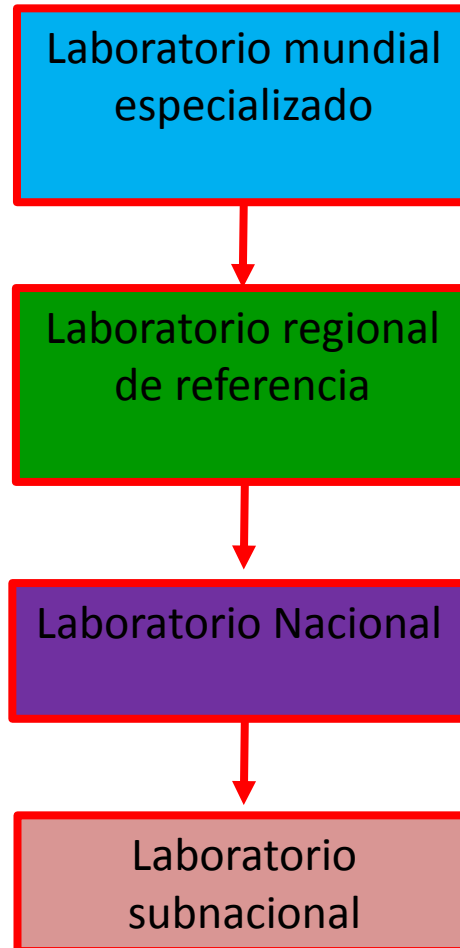 Laboratorio mundial
especializado
Laboratorio regional
de referencia
Laboratorio Nacional
Laboratorio
subnacional